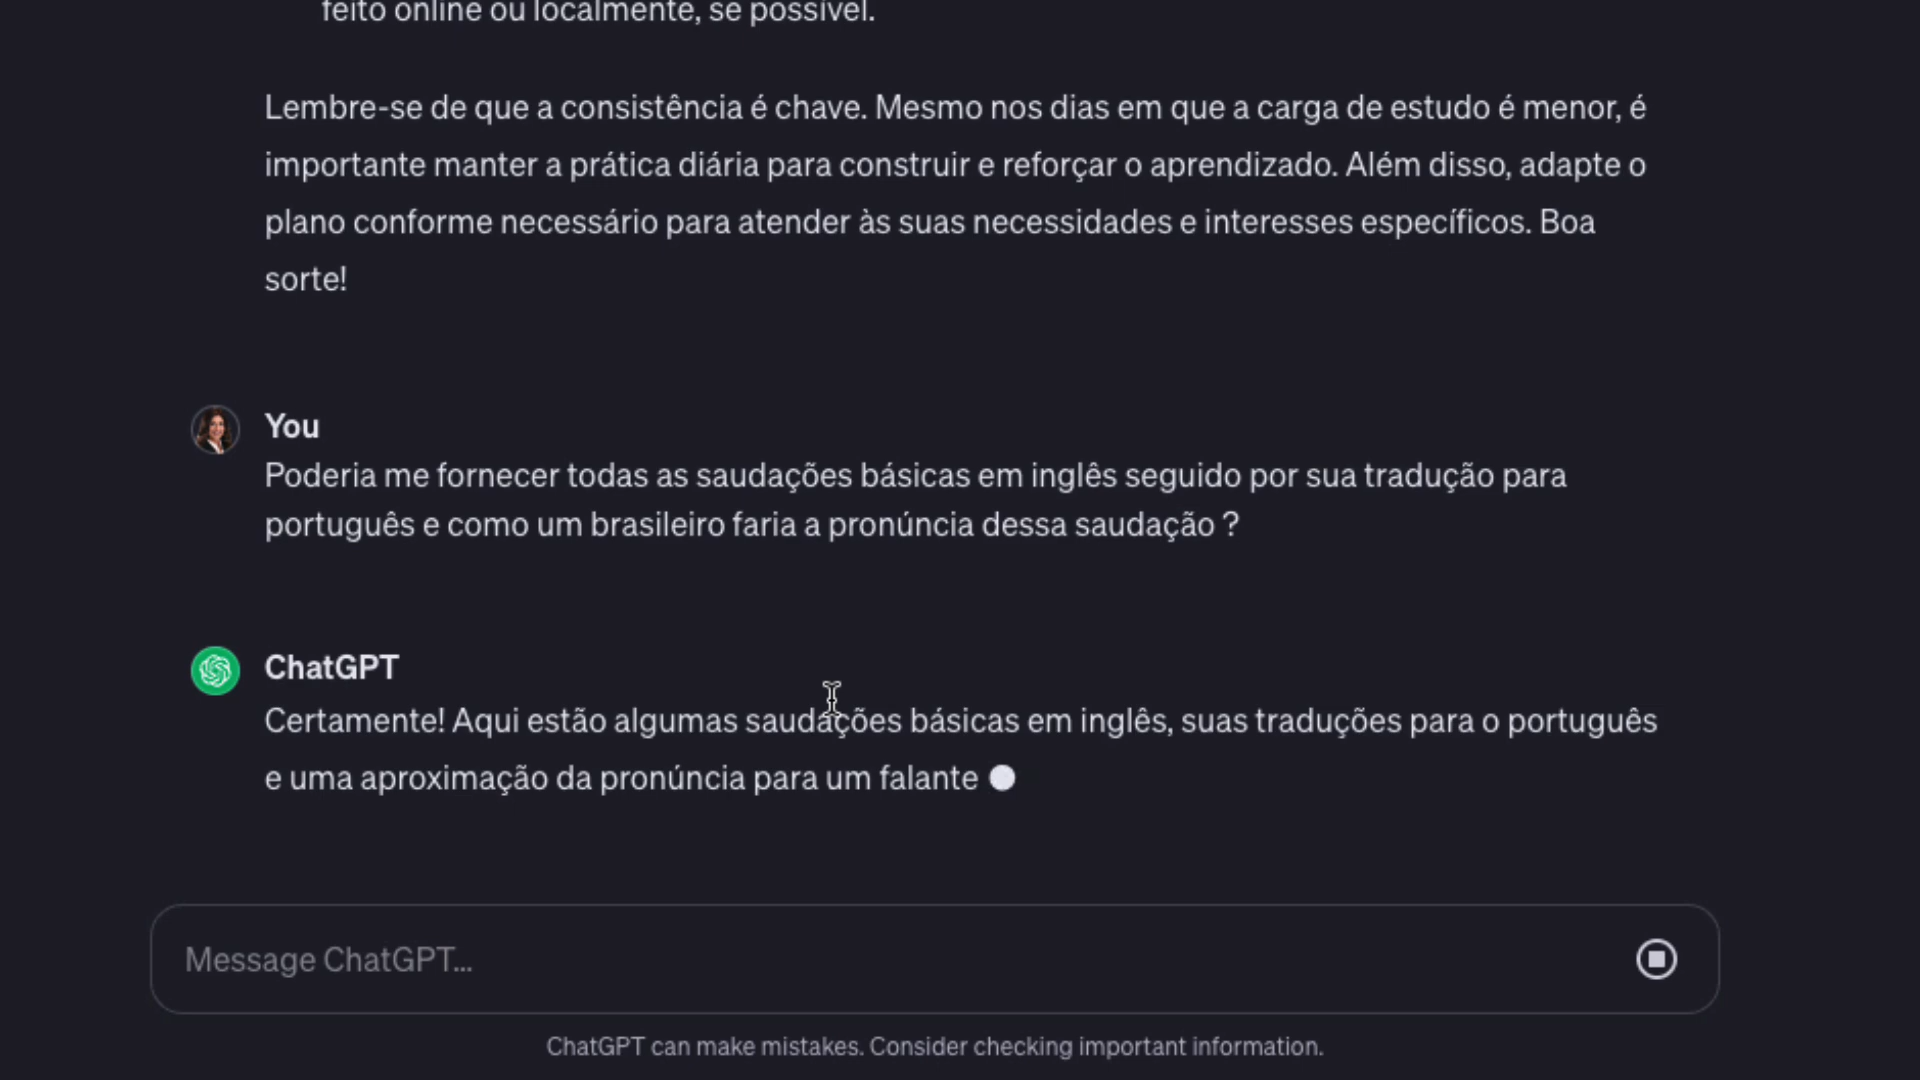 feito online ou localmente, se possível.
Lembre-se de que a consistência é chave. Mesmo nos dias em que a carga de estudo é menor, é
importante manter a prática diária para construir e reforçar o aprendizado. Além disso, adapte o
plano conforme necessário para atender às suas necessidades e interesses específicos. Boa
sorte!
You
Poderia me fornecer todas as saudações básicas em inglês seguido por sua tradução para
português e como um brasileiro faria a pronúncia dessa saudação ?
ChatGPT
Certamente! Aqui estão algumas saudações básicas em inglês, suas traduções para o português
e uma aproximação da pronúncia para um falante
Message ChatGPT...
ChatGPT can make mistakes. Consider checking important information.